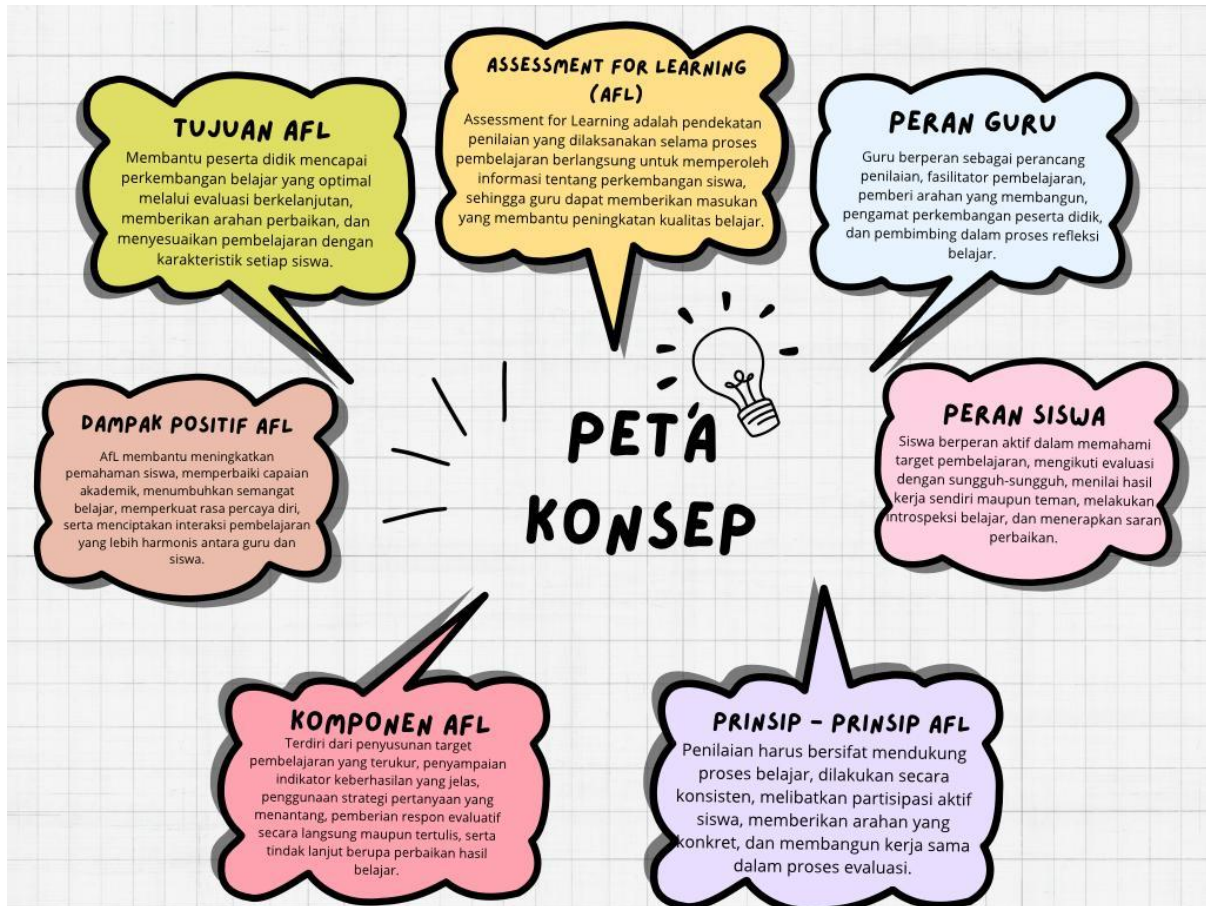 ASSESSMENT FOR LEARNING
(AFL)
Assessment for Learning adalah pendekatan
penilaian yang dilaksanakan selama proses
pembelajaran berlangsung untuk memperoleh
informasi tentang perkembangan siswa,
sehingga guru dapat memberikan masukan
yang membantu peningkatan kualitas belajar.
TUJUAN AFL
Membantu peserta didik mencapai
perkembangan belajar yang optimal
melalui evaluasi berkelanjutan,
memberikan arahan perbaikan, dan
menyesuaikan pembelajaran dengan
karakteristik setiap siswa.
PERAN GURU
Guru berperan sebagai perancang
penilaian, fasilitator pembelajaran,
pemberi arahan yang membangun,
pengamat perkembangan peserta didik,
dan pembimbing dalam proses refleksi
belajar.
DAMPAK POSITIF AFL
AfL membantu meningkatkan
pemahaman siswa, memperbaiki capaian
akademik, menumbuhkan semangat
belajar, memperkuat rasa percaya diri,
serta menciptakan interaksi pembelajaran
yang lebih harmonis antara guru dan
siswa.
PETA
KONSEP
PERAN SISWA
Siswa berperan aktif dalam memahami
target pembelajaran, mengikuti evaluasi
dengan sungguh-sungguh, menilai hasil
kerja sendiri maupun teman, melakukan
introspeksi belajar, dan menerapkan saran
perbaikan.
KOMPONEN AFL
Terdiri dari penyusunan target
pembelajaran yang terukur, penyampaian
indikator keberhasilan yang jelas,
penggunaan strategi pertanyaan yang
menantang, pemberian respon evaluatif
secara langsung maupun tertulis, serta
tindak lanjut berupa perbaikan hasil
belajar.
PRINSIP - PRINSIP AFL
Penilaian harus bersifat mendukung
proses belajar, dilakukan secara
konsisten, melibatkan partisipasi aktif
siswa, memberikan arahan yang
konkret, dan membangun kerja sama
dalam proses evaluasi.